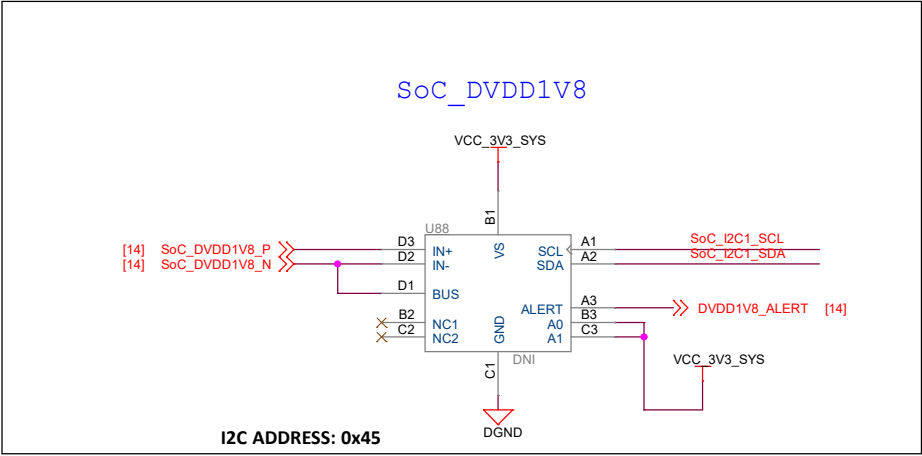 SoC_DVDD1V8
VCC_3V3_SYS
B1
U88
VS
[14] SoC_DVDD1V8_P D3 IN+
[14] SoC_DVDD1V8_N D2 IN-
D1 BUS
B2 NC1
C2 NC2
SCL A1 SoC_I2C1_SCL
SDA A2 SoC_I2C1_SDA
ALERT A3 DVDD1V8_ALERT [14]
A0 B3
A1 C3
GND
DNI
C1
VCC_3V3_SYS
DGND
I2C ADDRESS: 0x45